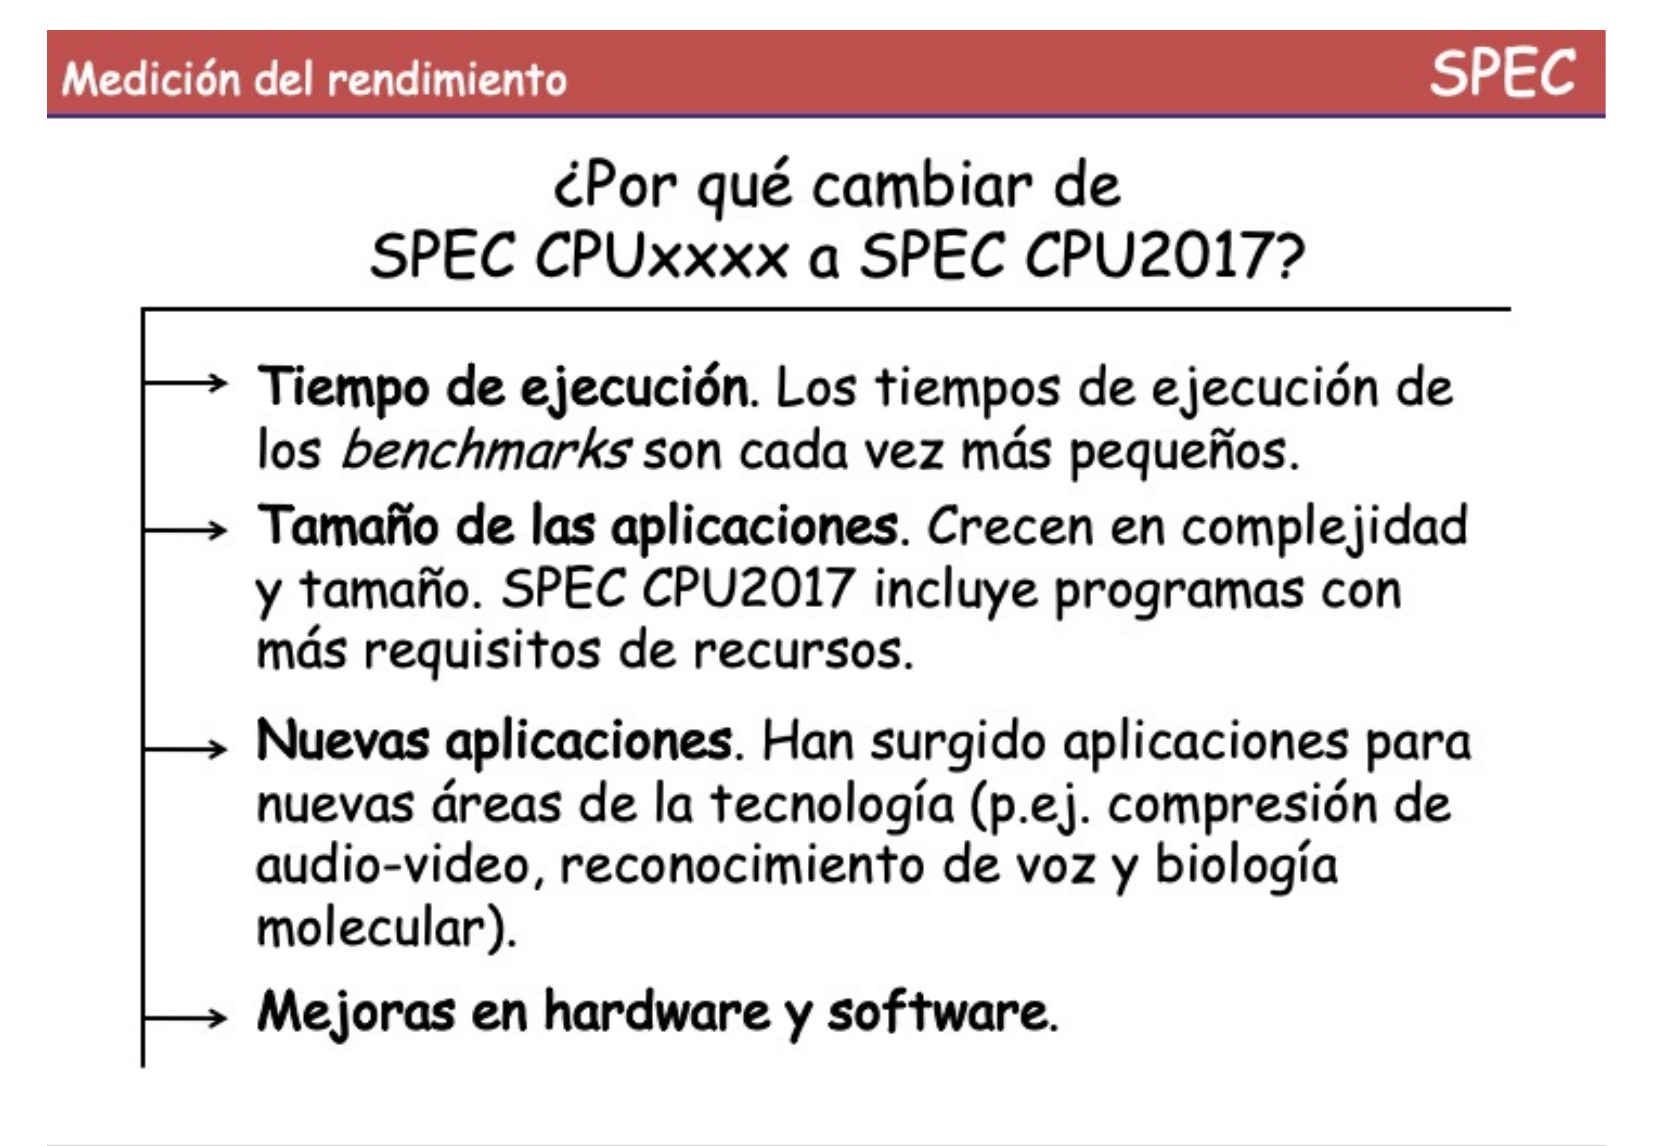 Medición del rendimiento
SPEC
¿Por qué cambiar de
SPEC CPUxxxx a SPEC CPU2017?
Tiempo de ejecución. Los tiempos de ejecución de
los benchmarks son cada vez más pequeños.
Tamaño de las aplicaciones. Crecen en complejidad
y tamaño. SPEC CPU2017 incluye programas con
más requisitos de recursos.
Nuevas aplicaciones. Han surgido aplicaciones para
nuevas áreas de la tecnología (p.ej. compresión de
audio-video, reconocimiento de voz y biología
molecular).
Mejoras en hardware y software.